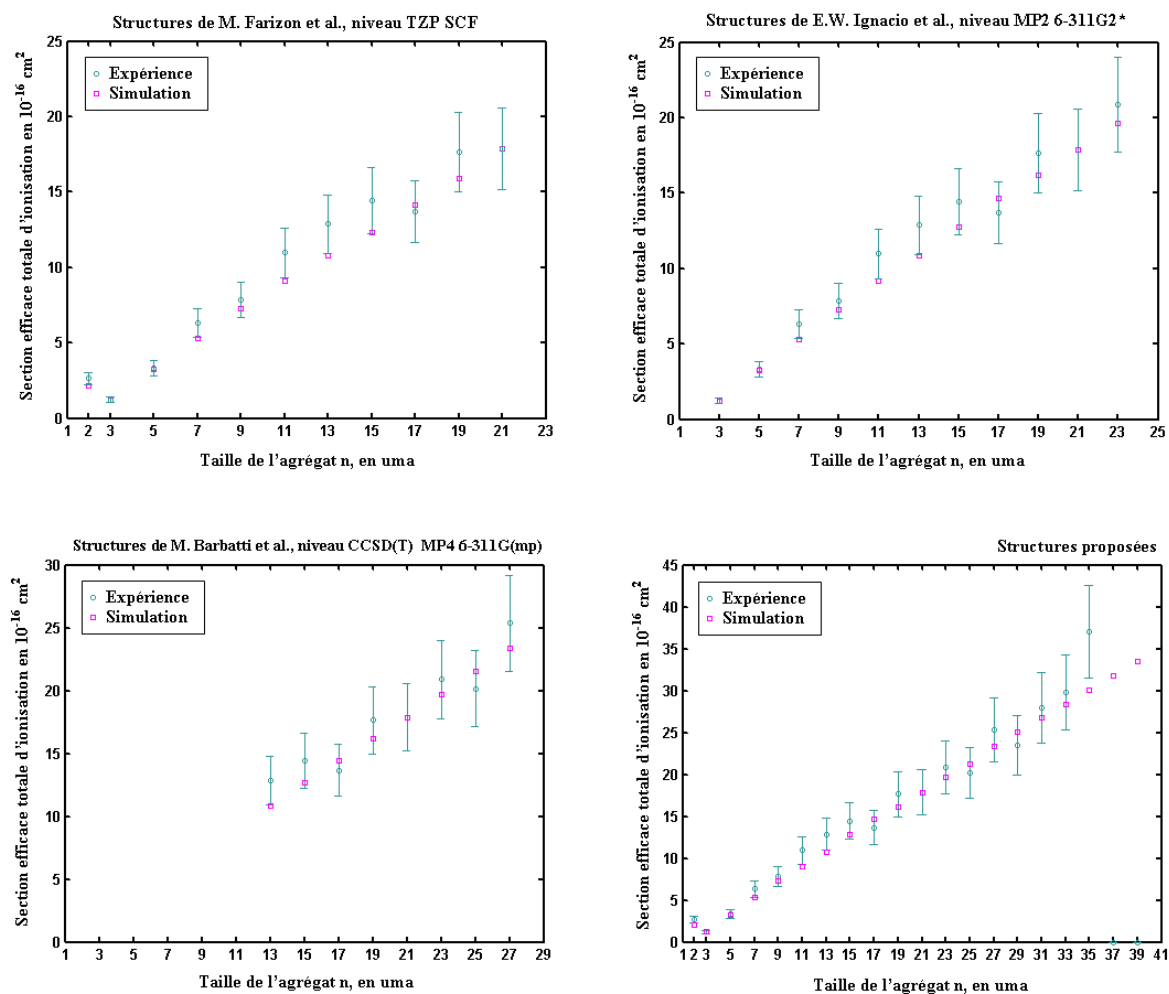 Structures de M. Farizon et al., niveau TZP SCF
Section efficace totale d'ionisation en 10⁻¹⁶ cm²
25
20
15
10
5
0
Expérience
Simulation
1 2 3 5 7 9 11 13 15 17 19 21 23
Taille de l'agrégat n, en uma
Structures de E.W. Ignacio et al., niveau MP2 6-311G2*
Section efficace totale d'ionisation en 10⁻¹⁶ cm²
25
20
15
10
5
0
Expérience
Simulation
1 3 5 7 9 11 13 15 17 19 21 23 25
Taille de l'agrégat n, en uma
Structures de M. Barbatti et al., niveau CCSD(T) MP4 6-311G(mp)
Section efficace totale d'ionisation en 10⁻¹⁶ cm²
30
25
20
15
10
5
0
Expérience
Simulation
1 3 5 7 9 11 13 15 17 19 21 23 25 27 29
Taille de l'agrégat n, en uma
Structures proposées
Section efficace totale d'ionisation en 10⁻¹⁶ cm²
45
40
35
30
25
20
15
10
5
0
Expérience
Simulation
1 2 3 5 7 9 11 13 15 17 19 21 23 25 27 29 31 33 35 37 39 41
Taille de l'agrégat n, en uma